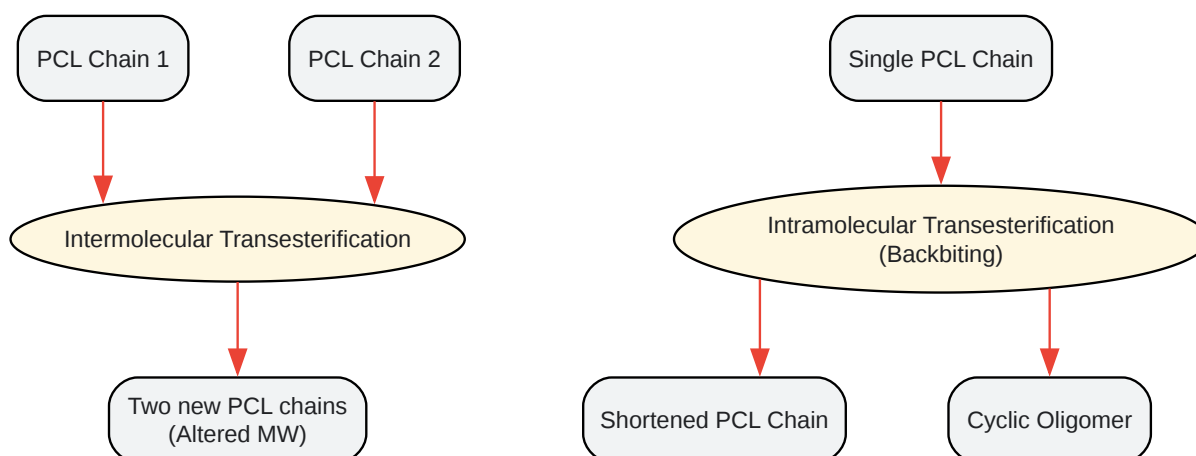 PCL Chain 1
PCL Chain 2
Single PCL Chain
Intermolecular Transesterification
Intramolecular Transesterification
(Backbiting)
Two new PCL chains
(Altered MW)
Shortened PCL Chain
Cyclic Oligomer